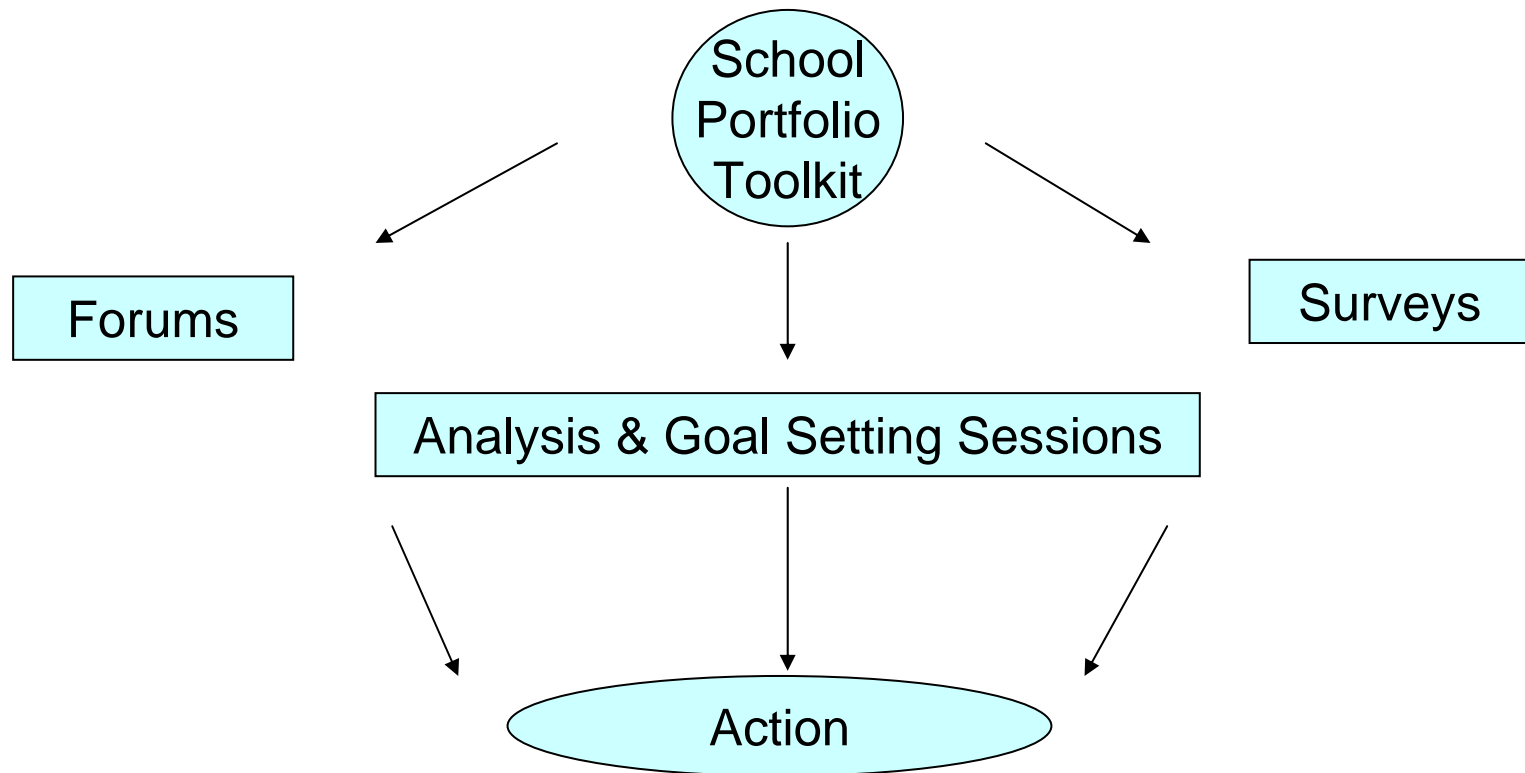 School
Portfolio
Toolkit
Forums
Surveys
Analysis & Goal Setting Sessions
Action